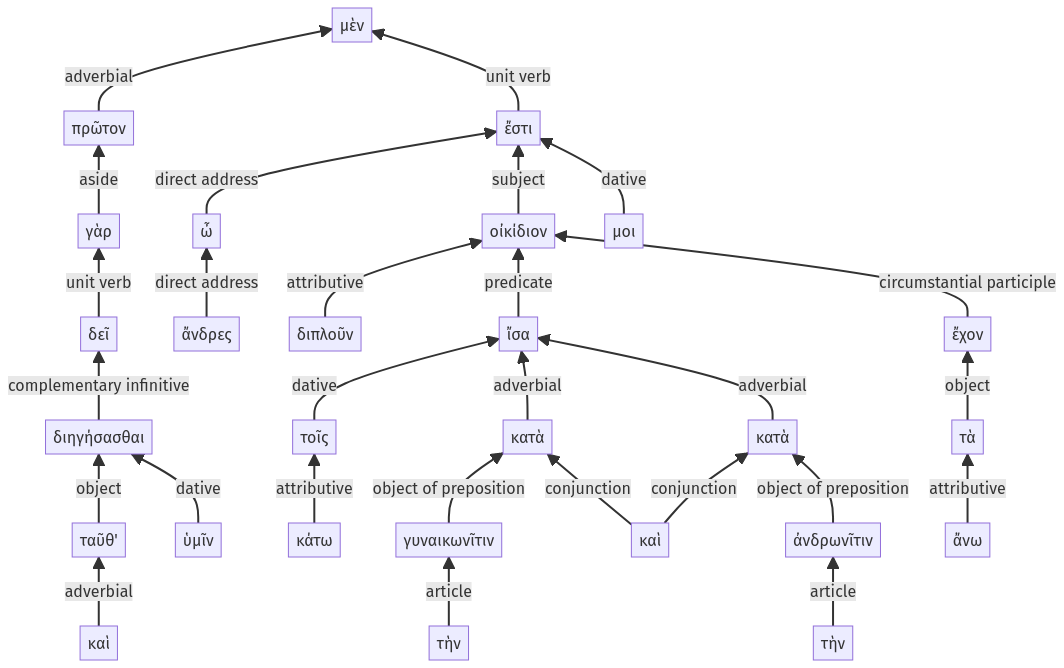 μὲν
adverbial
unit verb
πρῶτον
ἔστι
aside
direct address
subject
dative
γὰρ
ὦ
οἰκίδιον
μοι
unit verb
direct address
attributive
predicate
circumstantial participle
δεῖ
ἄνδρες
διπλοῦν
ἴσα
ἔχον
complementary infinitive
dative
adverbial
adverbial
object
διηγήσασθαι
τοῖς
κατὰ
κατὰ
τὰ
object
dative
attributive
object of preposition
conjunction
conjunction
object of preposition
attributive
ταῦθ'
ὑμῖν
κάτω
γυναικωνῖτιν
καὶ
ἀνδρωνῖτιν
ἄνω
adverbial
article
article
καὶ
τὴν
τὴν